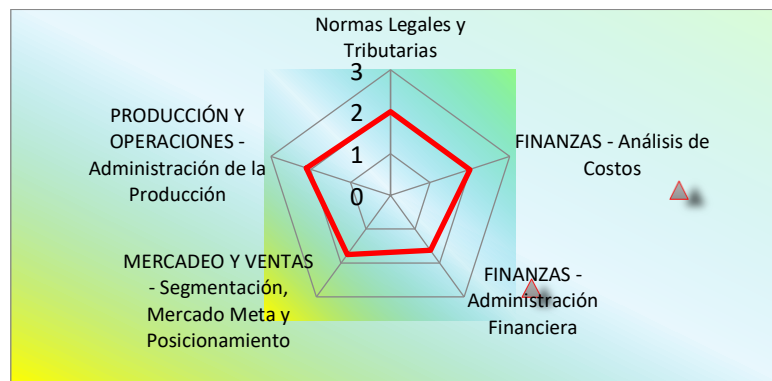 Normas Legales y
Tributarias
3
2
1
0
FINANZAS - Análisis de
Costos
FINANZAS -
Administración
Financiera
MERCADEO Y VENTAS
- Segmentación,
Mercado Meta y
Posicionamiento
PRODUCCIÓN Y
OPERACIONES -
Administración de la
Producción